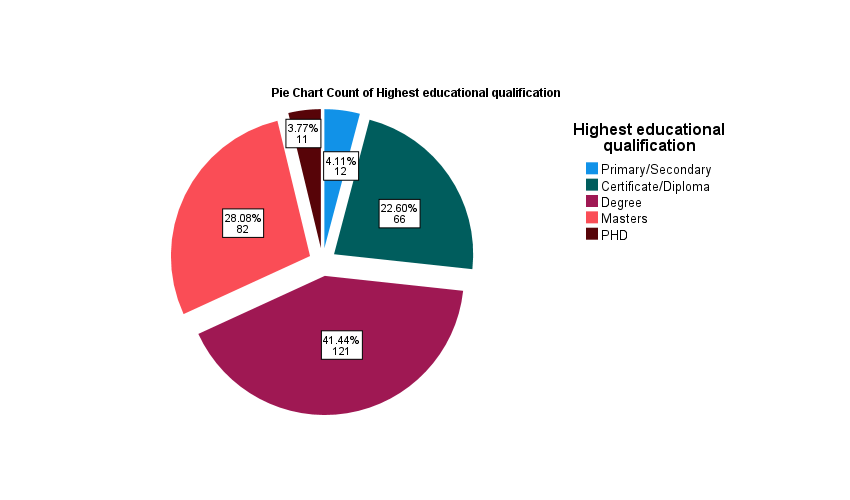 Pie Chart Count of Highest educational qualification
3.77%
11
4.11%
12
22.60%
66
28.08%
82
41.44%
121
Highest educational
qualification
Primary/Secondary
Certificate/Diploma
Degree
Masters
PHD